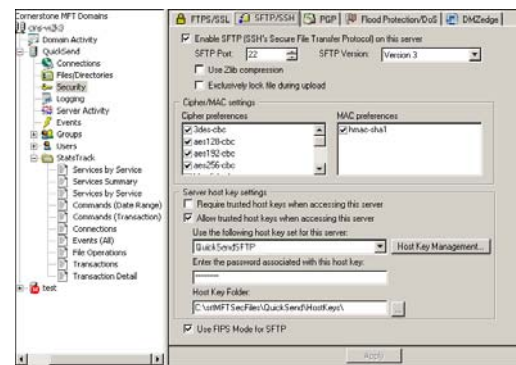 Cornerstone MFT Domains
Domain Activity
QuickSend
Connections
Files/Directories
Security
Logging
Server Activity
Events
Groups
Users
StatsTrack
Services by Service
Services Summary
Services by Service
Commands (Date Range)
Commands (Transaction)
Connections
Events (All)
File Operations
Transactions
Transaction Detail
test
FTPS/SSL
SFTP/SSH
PGP
Flood Protection/DoS
DMZedge
Enable SFTP (SSH's Secure File Transfer Protocol) on this server
SFTP Port: 22 SFTP Version: Version 3
Use Zlib compression
Exclusively lock file during upload
Cipher/MAC settings
Cipher preferences
3des-cbc
aes128-cbc
aes192-cbc
aes256-cbc
MAC preferences
hmac-sha1
Server host key settings
Require trusted host keys when accessing this server
Allow trusted host keys when accessing this server
Use the following host key set for this server:
QuickSendSFTP
Host Key Management...
Enter the password associated with this host key:
Host Key Folder:
C:\srtMFTSecFiles\QuickSend\HostKeys\
...
Use FIPS Mode for SFTP
Apply